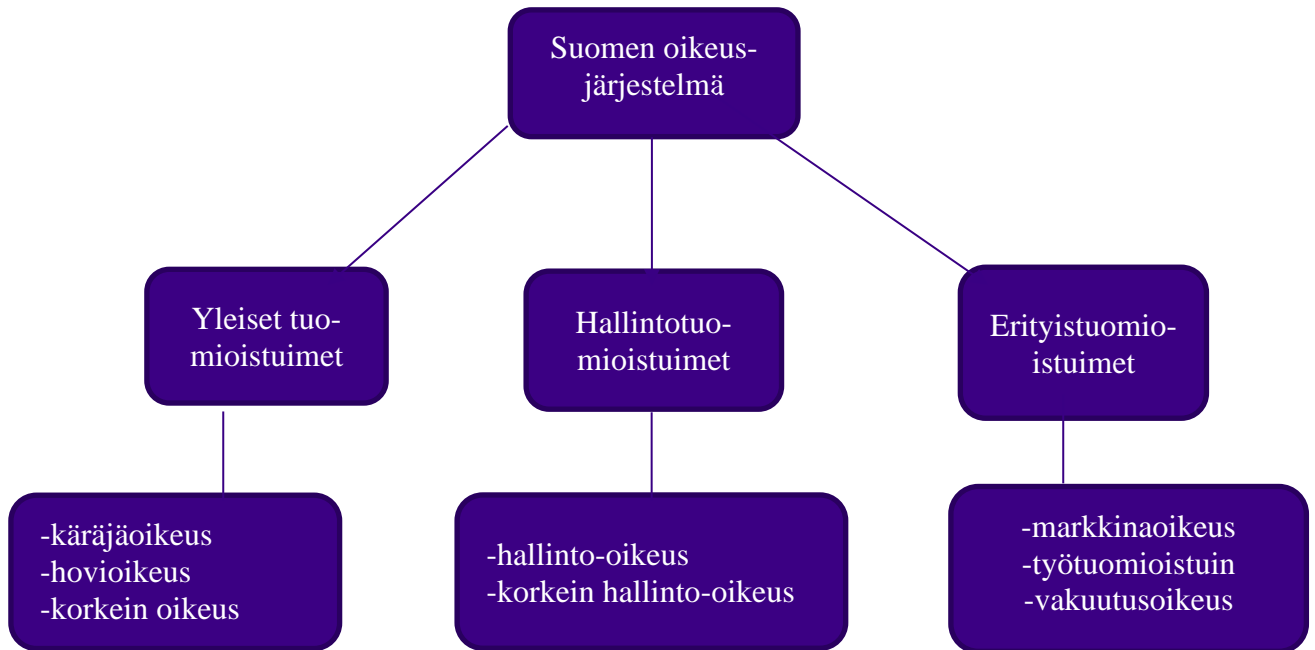 Suomen oikeus-
järjestelmä
Yleiset tuo-
mioistuimet
Hallintotuo-
mioistuimet
Erityistuomio-
istuimet
-käräjäoikeus
-hovioikeus
-korkein oikeus
-hallinto-oikeus
-korkein hallinto-oikeus
-markkinaoikeus
-työtuomioistuin
-vakuutusoikeus